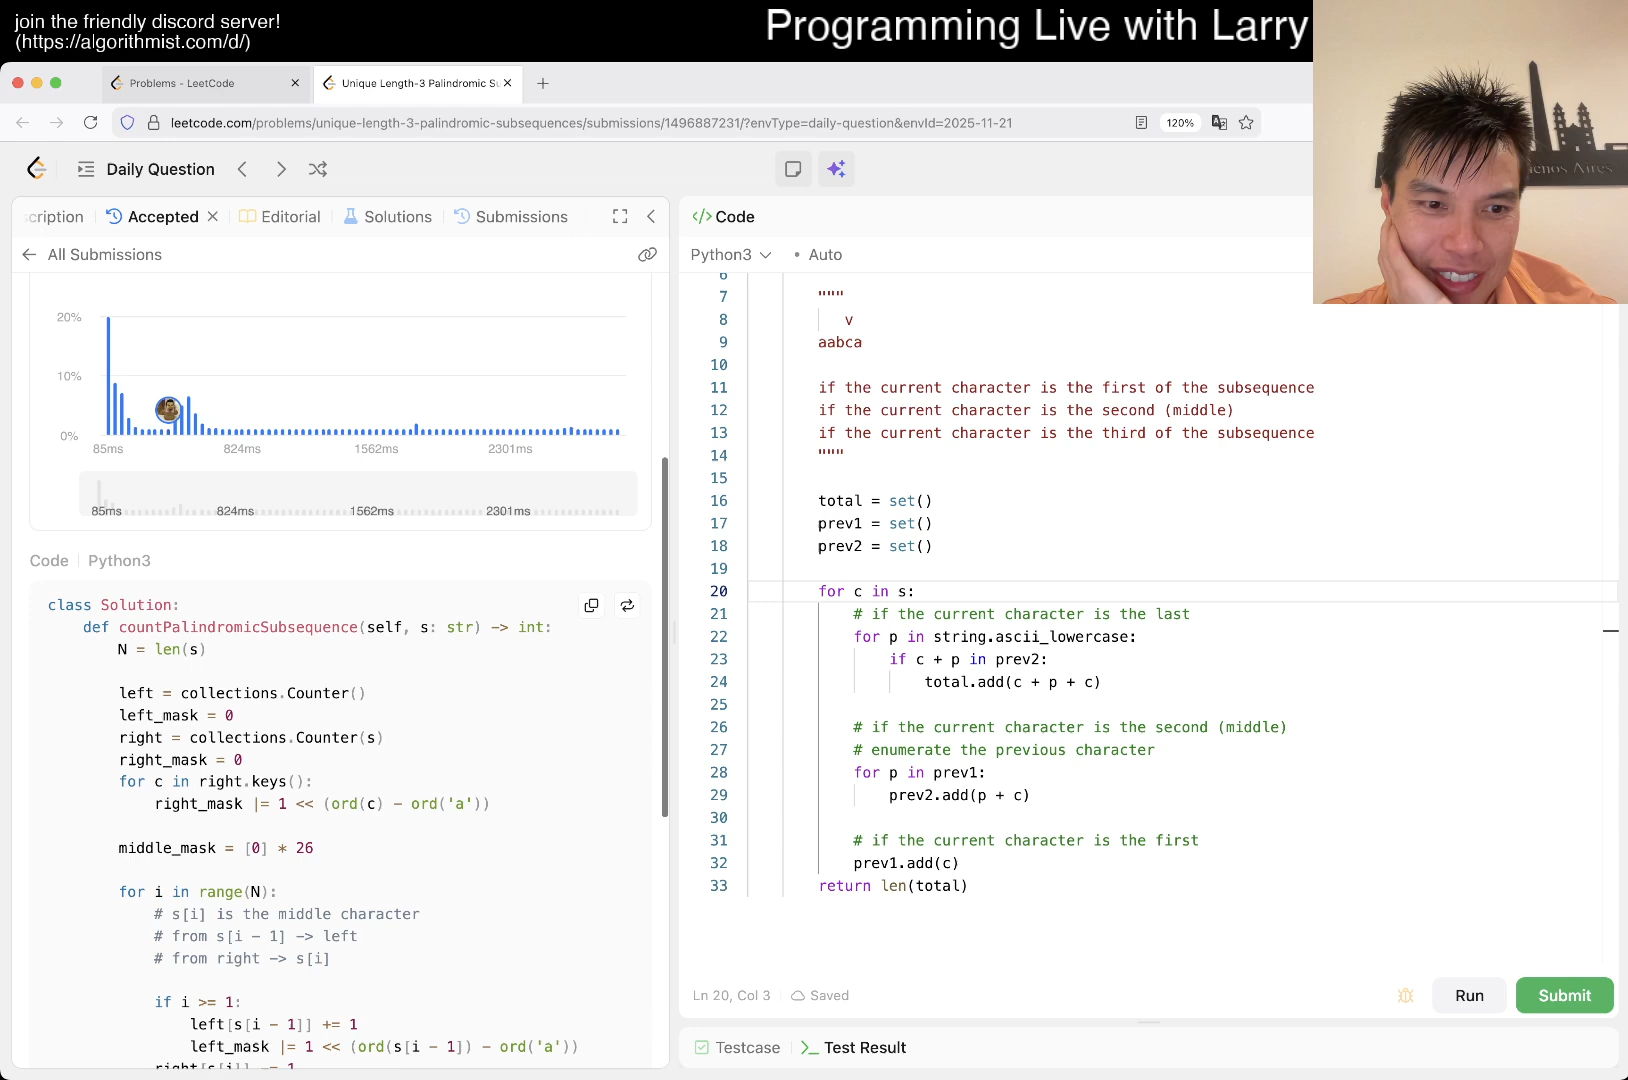 join the friendly discord server!
(https://algorithmist.com/d/)
Programming Live with Larry
Problems - LeetCode
Unique Length-3 Palindromic Su
leetcode.com/problems/unique-length-3-palindromic-subsequences/submissions/1496887231/?envType=daily-question&envId=2025-11-21
120%
Daily Question
cription
Accepted
Editorial
Solutions
Submissions
All Submissions
20%
10%
0%
85ms 824ms 1562ms 2301ms
85ms 824ms 1562ms 2301ms
Code | Python3
class Solution:
def countPalindromicSubsequence(self, s: str) -> int:
N = len(s)
left = collections.Counter()
left_mask = 0
right = collections.Counter(s)
right_mask = 0
for c in right.keys():
right_mask |= 1 << (ord(c) - ord('a'))
middle_mask = [0] * 26
for i in range(N):
# s[i] is the middle character
# from s[i - 1] -> left
# from right -> s[i]
if i >= 1:
left[s[i - 1]] += 1
left_mask |= 1 << (ord(s[i - 1]) - ord('a'))
right[s[i]] -= 1
</> Code
Python3
• Auto
6
7 """
8 v
9 aabca
10
11 if the current character is the first of the subsequence
12 if the current character is the second (middle)
13 if the current character is the third of the subsequence
14 """
15
16 total = set()
17 prev1 = set()
18 prev2 = set()
19
20 for c in s:
21 # if the current character is the last
22 for p in string.ascii_lowercase:
23 if c + p in prev2:
24 total.add(c + p + c)
25
26 # if the current character is the second (middle)
27 # enumerate the previous character
28 for p in prev1:
29 prev2.add(p + c)
30
31 # if the current character is the first
32 prev1.add(c)
33 return len(total)
Ln 20, Col 3
Saved
Run
Submit
Testcase
Test Result
enos Aires